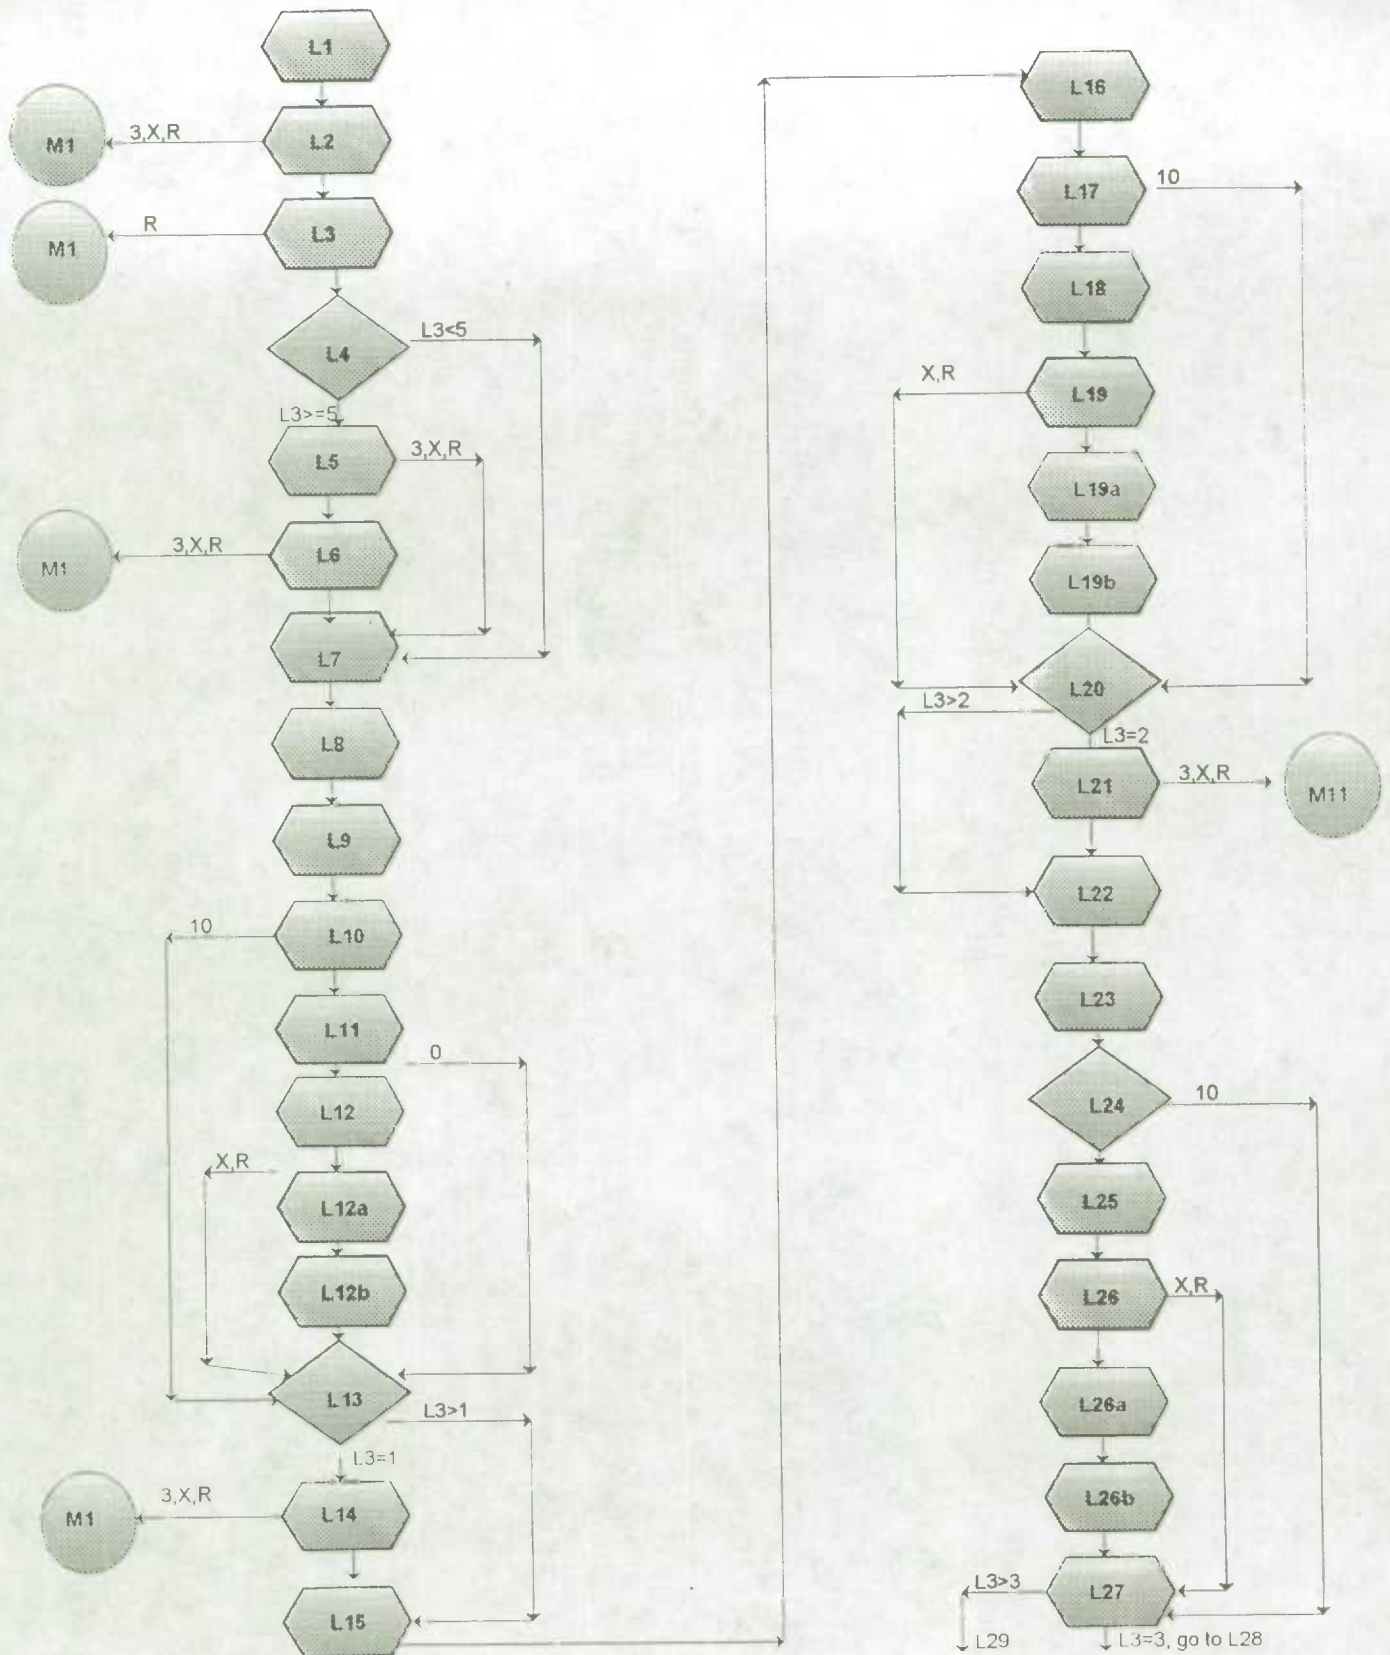 L1
L2
3,X,R
M1
L3
R
M1
L4
L3<5
L3>=5
L5
3,X,R
L6
3,X,R
M1
L7
L8
L9
L10
10
L11
0
L12
X,R
L12a
L12b
L13
L3>1
L3=1
L14
3,X,R
M1
L15
L16
L17
10
L18
L19
X,R
L19a
L19b
L20
L3>2
L3=2
L21
3,X,R
M11
L22
L23
L24
10
L25
L26
X,R
L26a
L26b
L27
L3>3
L29
L3=3, go to L28